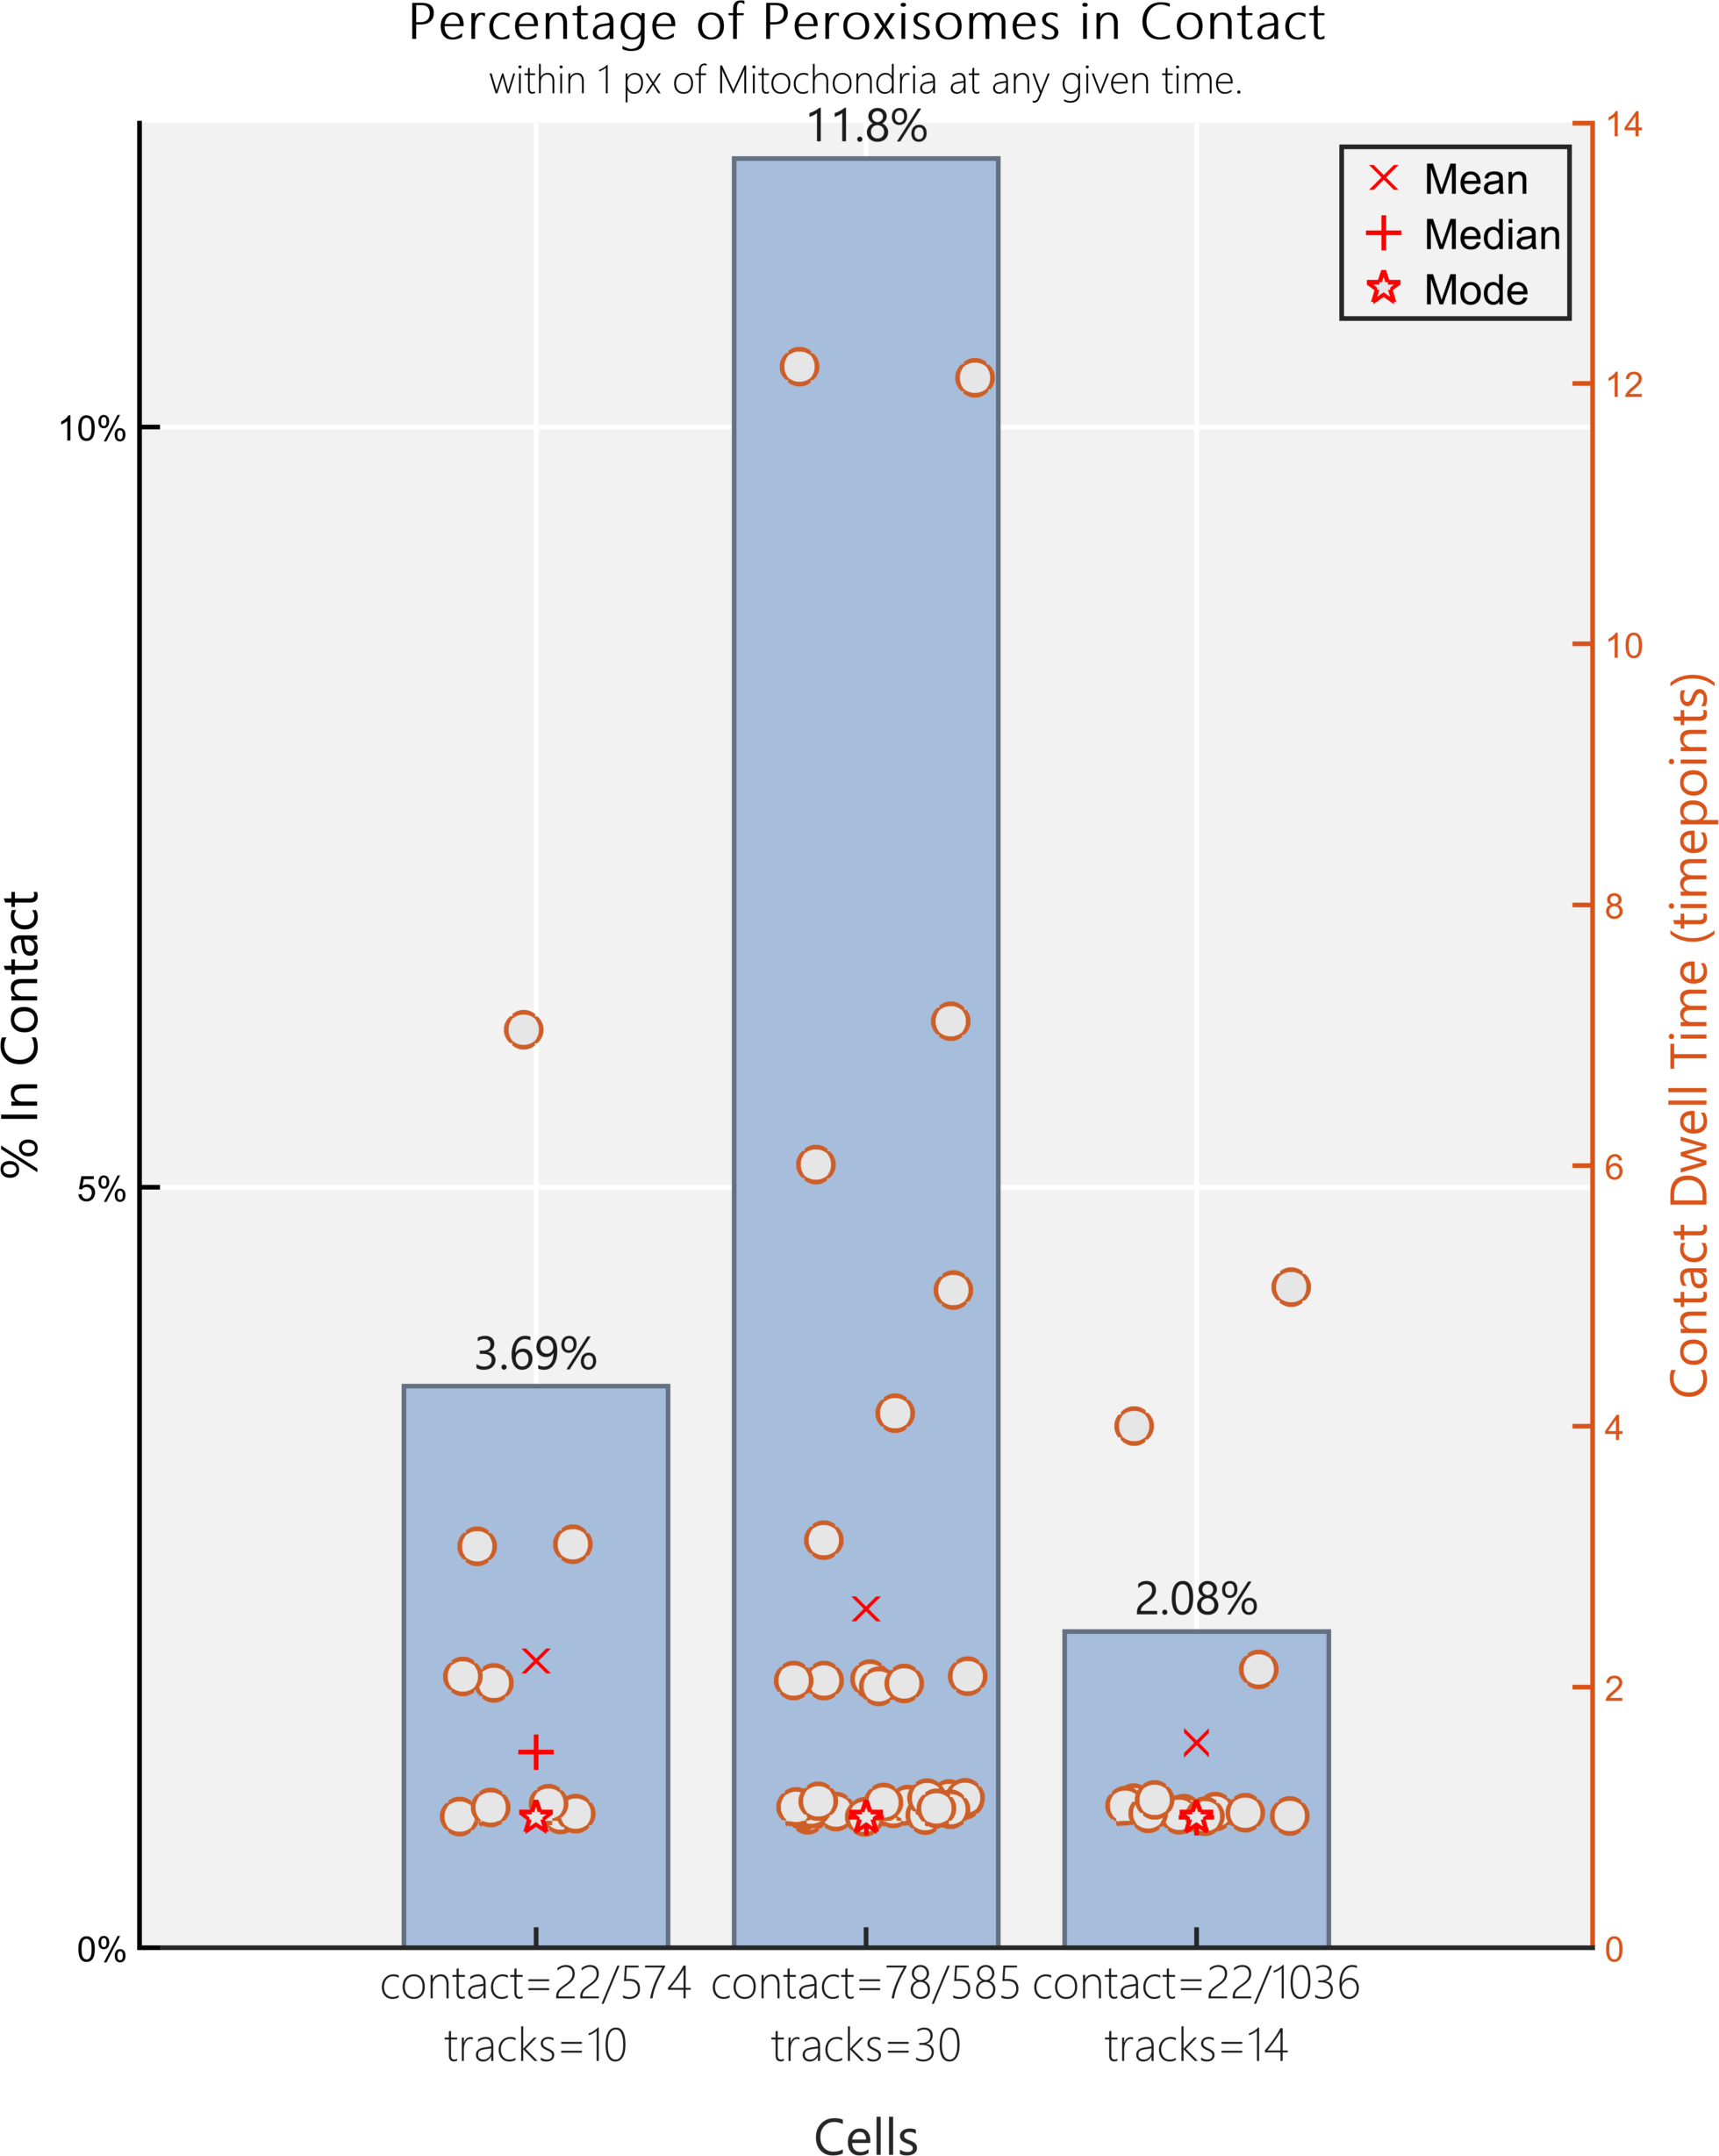 Percentage of Peroxisomes in Contact
within 1 px of Mitochondria at any given time.
11.8%
14
Mean
Median
Mode
12
10%
10
8
% In Contact
Contact Dwell Time (timepoints)
6
5%
3.69%
4
2.08%
2
0%
0
contact=22/574 contact=78/585 contact=22/1036
tracks=10 tracks=30 tracks=14
Cells